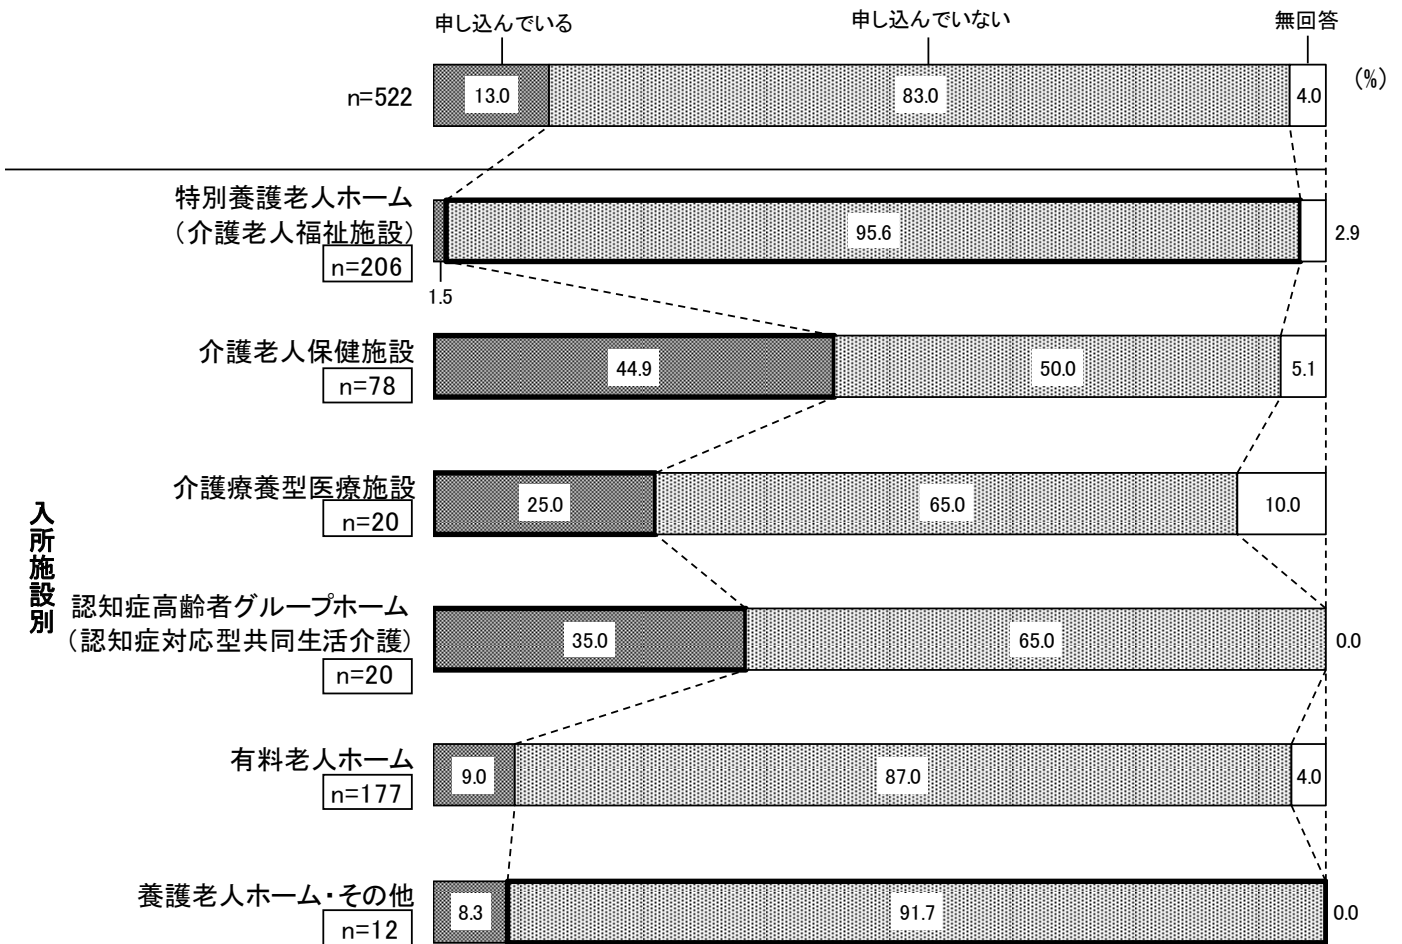 申し込んでいる
申し込んでいない
無回答
(%)
n=522
13.0
83.0
4.0
特別養護老人ホーム
（介護老人福祉施設）
n=206
95.6
2.9
1.5
介護老人保健施設
n=78
44.9
50.0
5.1
介護療養型医療施設
n=20
25.0
65.0
10.0
入所施設別
認知症高齢者グループホーム
（認知症対応型共同生活介護）
n=20
35.0
65.0
0.0
有料老人ホーム
n=177
9.0
87.0
4.0
養護老人ホーム・その他
n=12
8.3
91.7
0.0